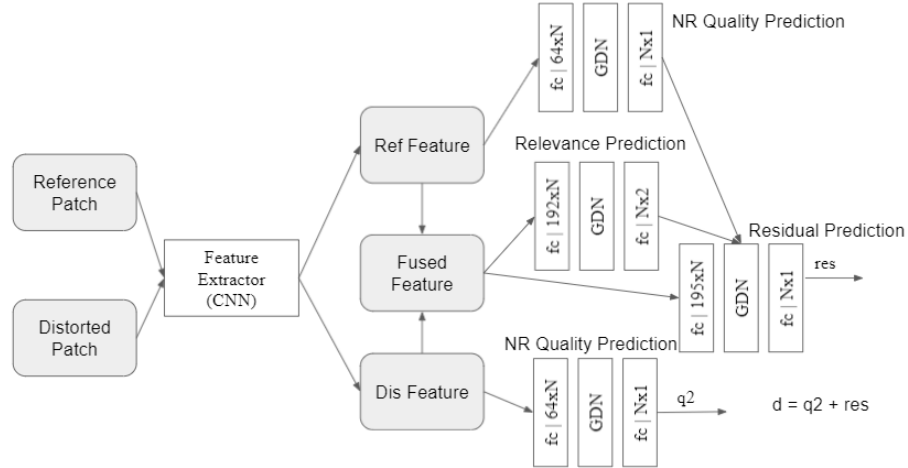 NR Quality Prediction
fc | 64xN
GDN
fc | Nx1
Ref Feature
Relevance Prediction
fc | 192xN
GDN
fc | Nx2
Reference
Patch
Feature
Extractor
(CNN)
Fused
Feature
Residual Prediction
fc | 195xN
GDN
fc | Nx1
res
Distorted
Patch
NR Quality Prediction
Dis Feature
fc | 64xN
GDN
fc | Nx1
q2
d = q2 + res